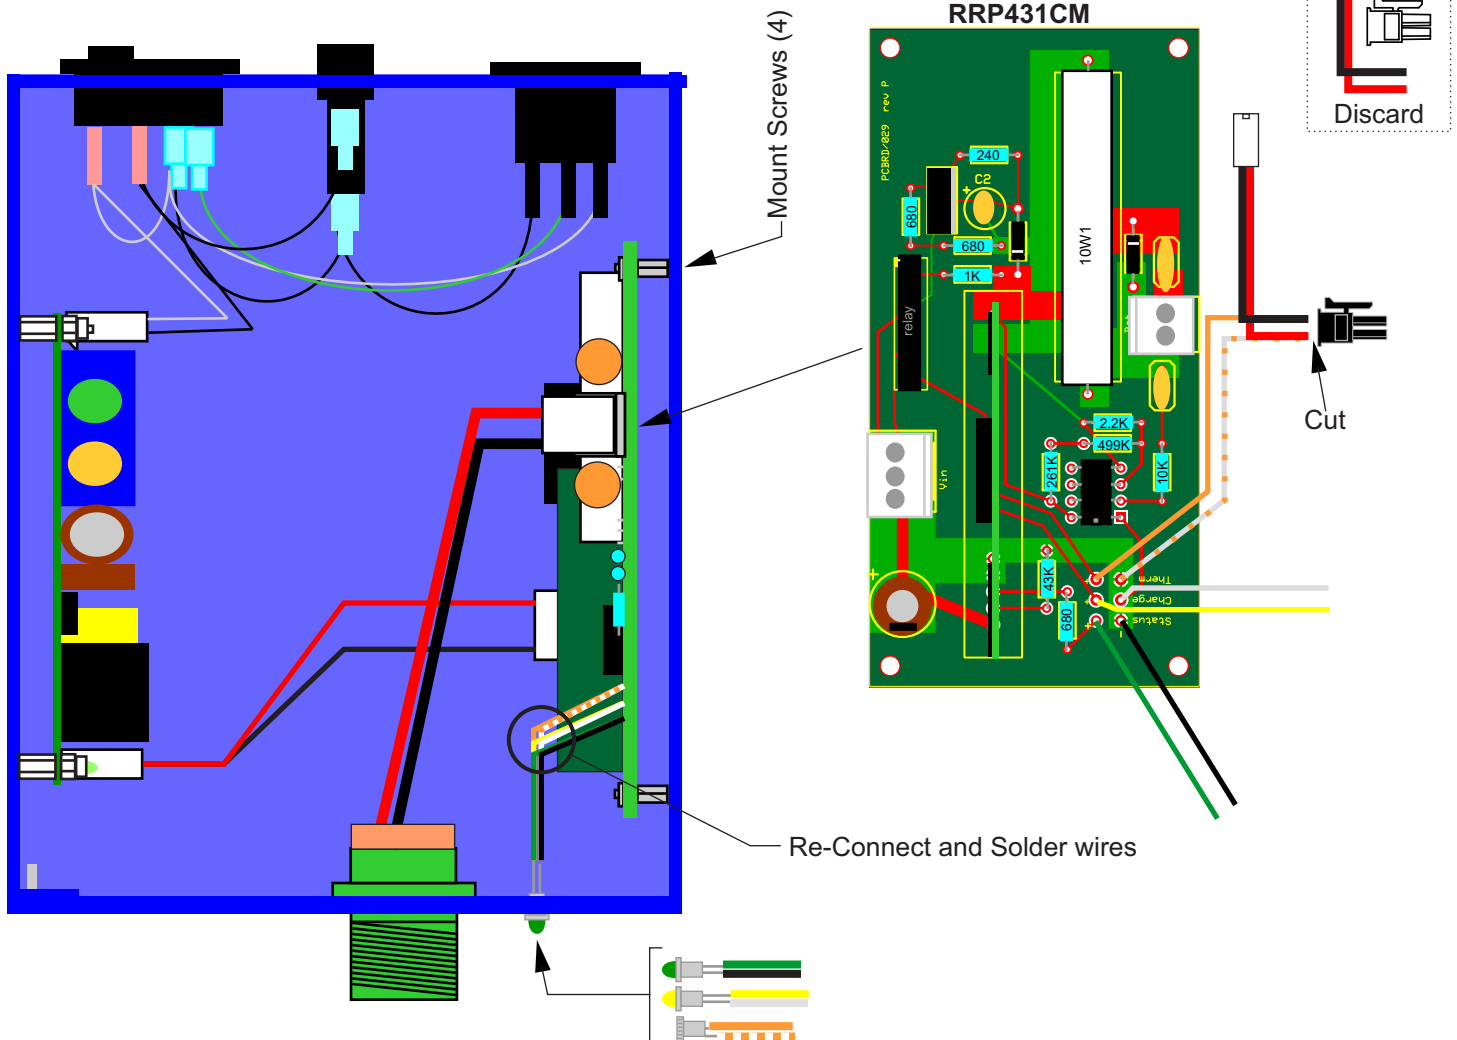 RRP431CM
Mount Screws (4)
Discard
PCBRD/029 rev P
240
C2
+
680
680
1K
10W1
relay
Cut
2.2K
499K
261K
10K
Vin
+
43K
680
Therm
Charge
Status
+
+
+
-
Re-Connect and Solder wires